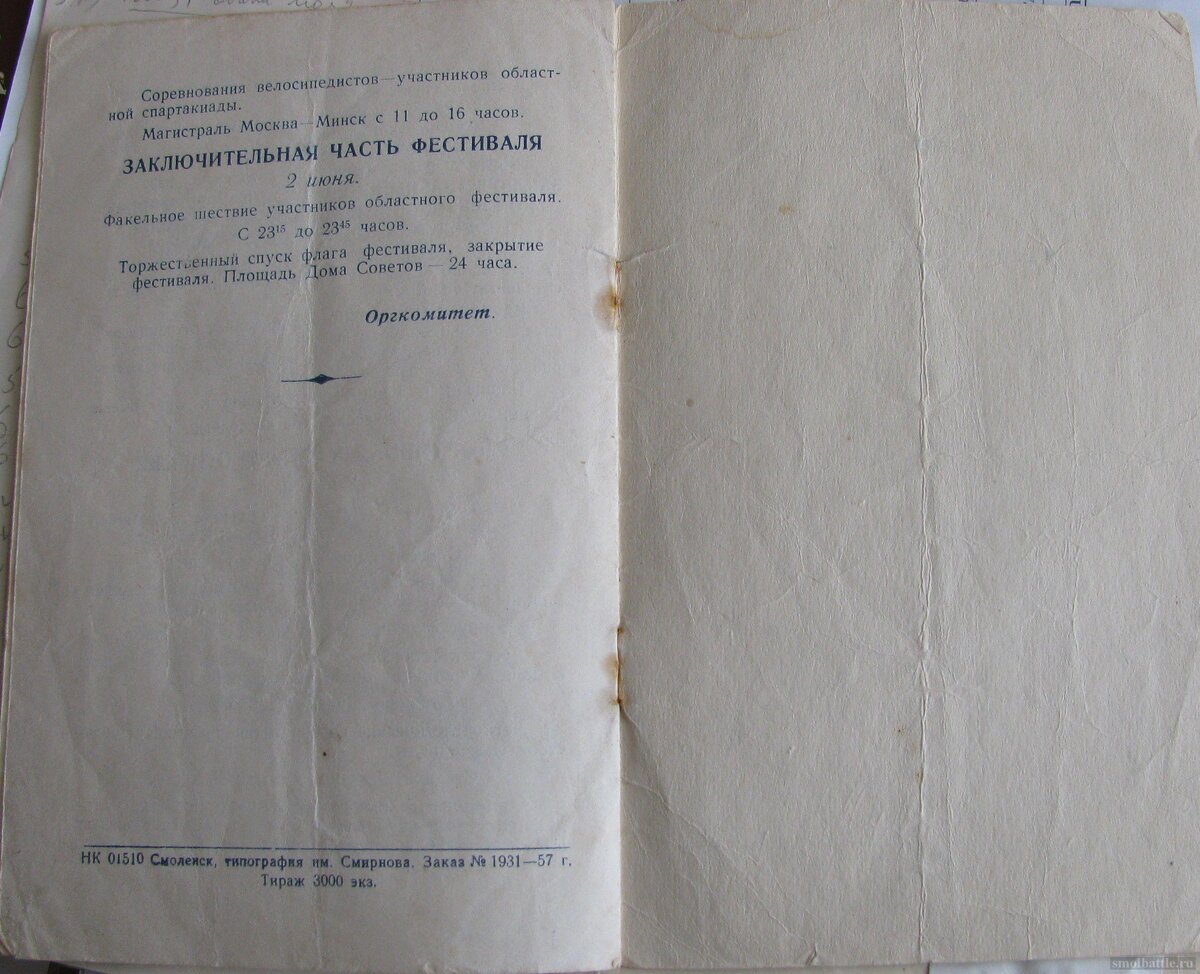 Соревнования велосипедистов—участников област-
ной спартакиады.
Магистраль Москва—Минск с 11 до 16 часов.
ЗАКЛЮЧИТЕЛЬНАЯ ЧАСТЬ ФЕСТИВАЛЯ
2 июня.
Факельное шествие участников областного фестиваля.
С 23¹⁵ до 23⁴⁵ часов.
Торжественный спуск флага фестиваля, закрытие
фестиваля. Площадь Дома Советов — 24 часа.
Оргкомитет.
НК 01510 Смоленск, типография им. Смирнова. Заказ № 1931—57 г.
Тираж 3000 экз.
smolbattle.ru